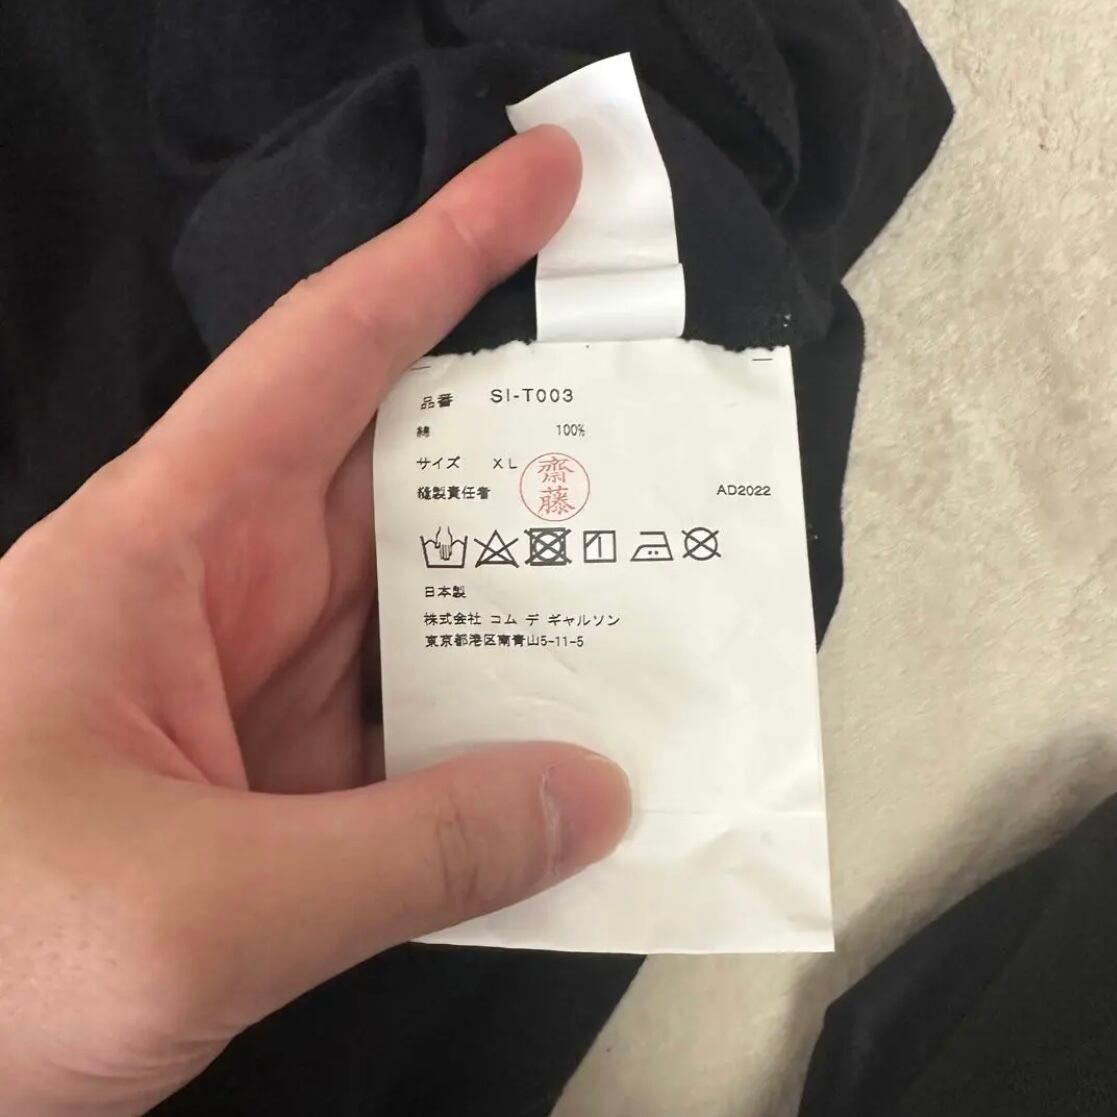 品番 SI-T003
綿 100%
サイズ XL
齋藤
縫製責任者 AD2022
日本製
株式会社 コム デ ギャルソン
東京都港区南青山5-11-5